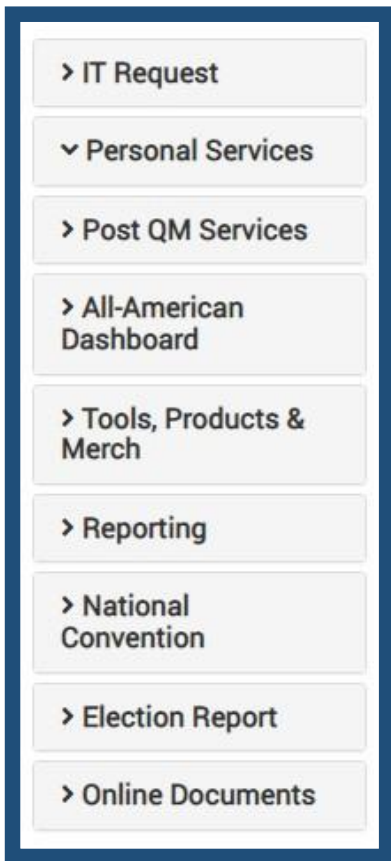 IT Request
Personal Services
Post QM Services
All-American
Dashboard
Tools, Products &
Merch
Reporting
National
Convention
Election Report
Online Documents